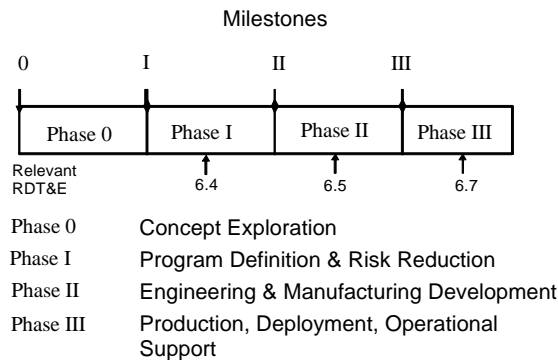 Milestones
0 I II III
Phase 0 Phase I Phase II Phase III
Relevant
RDT&E
6.4 6.5 6.7
Phase 0 Concept Exploration
Phase I Program Definition & Risk Reduction
Phase II Engineering & Manufacturing Development
Phase III Production, Deployment, Operational
Support